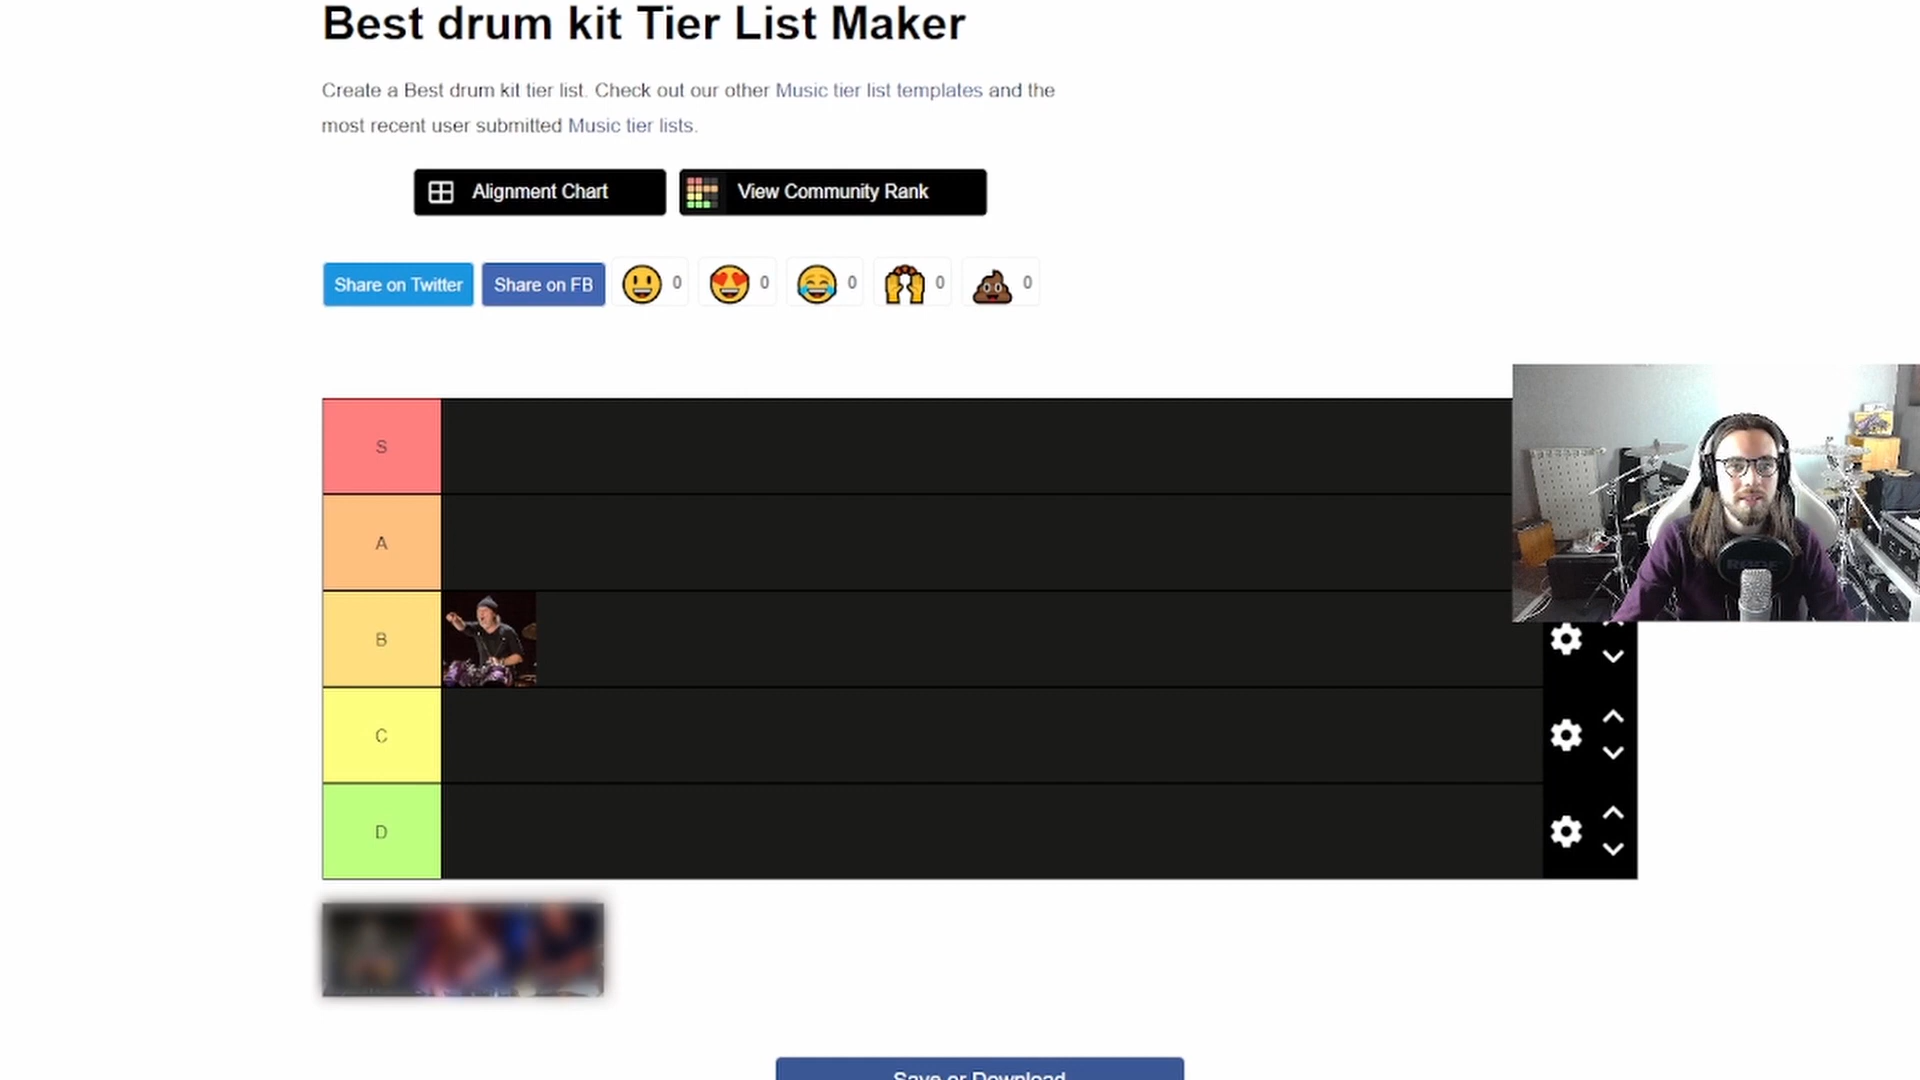 Best drum kit Tier List Maker
Create a Best drum kit tier list. Check out our other Music tier list templates and the
most recent user submitted Music tier lists.
Alignment Chart
View Community Rank
Share on Twitter
Share on FB
0
0
0
0
0
S
A
B
C
D
RODE
Save or Download